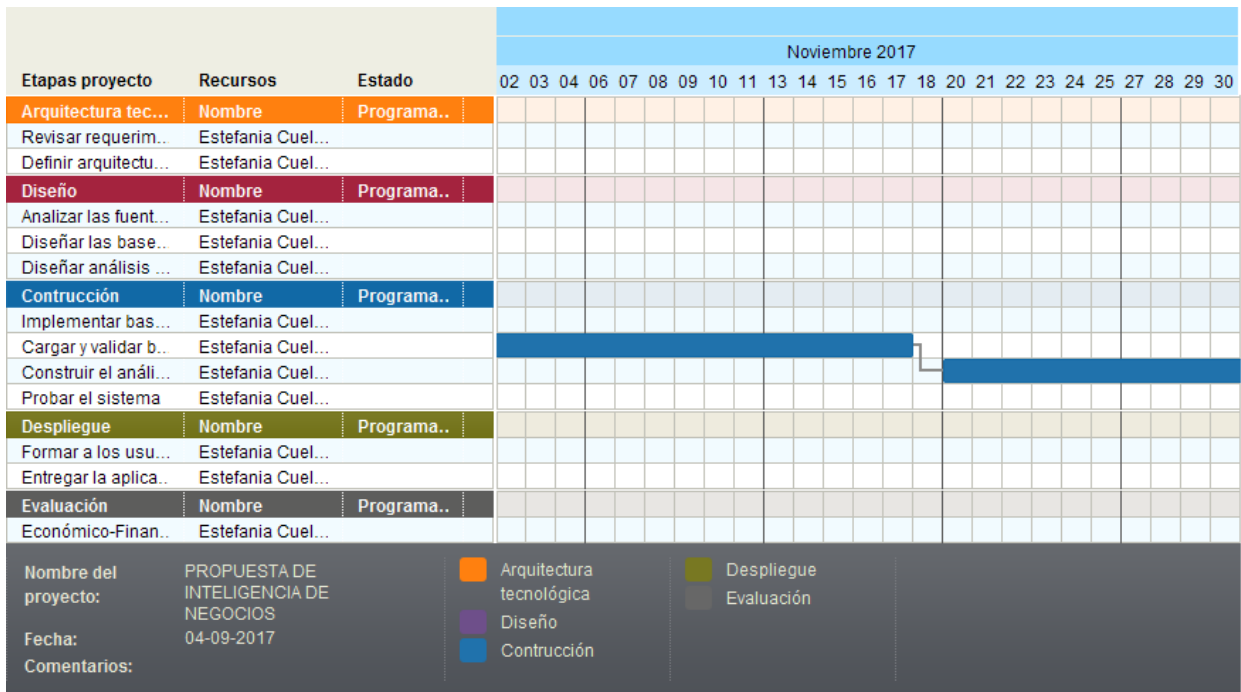 Noviembre 2017
Etapas proyecto Recursos Estado 02 03 04 06 07 08 09 10 11 13 14 15 16 17 18 20 21 22 23 24 25 27 28 29 30
Arquitectura tec... Nombre Programa..
Revisar requerim... Estefania Cuel...
Definir arquitectu... Estefania Cuel...
Diseño Nombre Programa..
Analizar las fuent... Estefania Cuel...
Diseñar las base... Estefania Cuel...
Diseñar análisis ... Estefania Cuel...
Contrucción Nombre Programa..
Implementar bas... Estefania Cuel...
Cargar y validar b... Estefania Cuel...
Construir el análi... Estefania Cuel...
Probar el sistema Estefania Cuel...
Despliegue Nombre Programa..
Formar a los usu... Estefania Cuel...
Entregar la aplica.. Estefania Cuel...
Evaluación Nombre Programa..
Económico-Finan.. Estefania Cuel...
Nombre del
proyecto:
PROPUESTA DE
INTELIGENCIA DE
NEGOCIOS
Fecha: 04-09-2017
Comentarios:
Arquitectura
tecnológica
Diseño
Contrucción
Despliegue
Evaluación